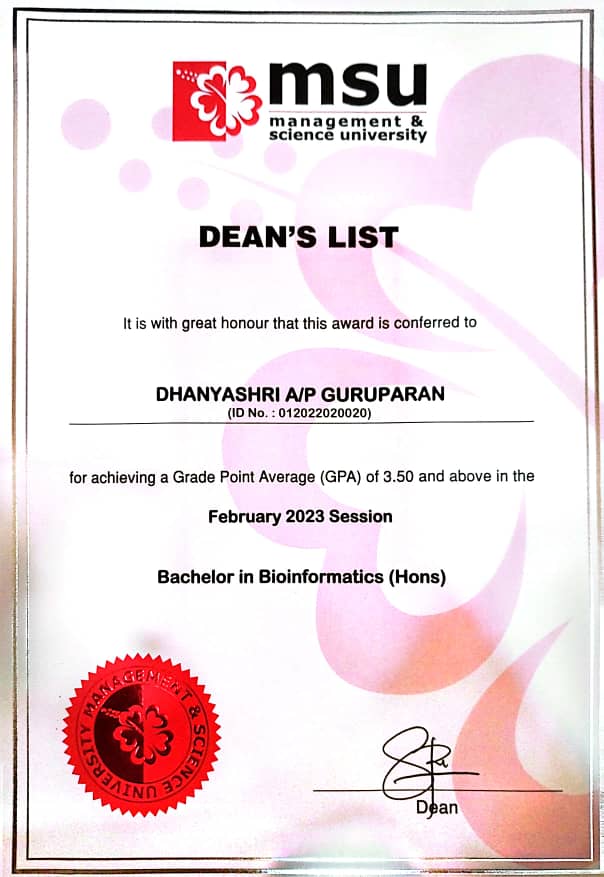 msu
management &
science university
DEAN'S LIST
It is with great honour that this award is conferred to
DHANYASHRI A/P GURUPARAN
(ID No. : 012022020020)
for achieving a Grade Point Average (GPA) of 3.50 and above in the
February 2023 Session
Bachelor in Bioinformatics (Hons)
MANAGEMENT & SCIENCE UNIVERSITY
Dean